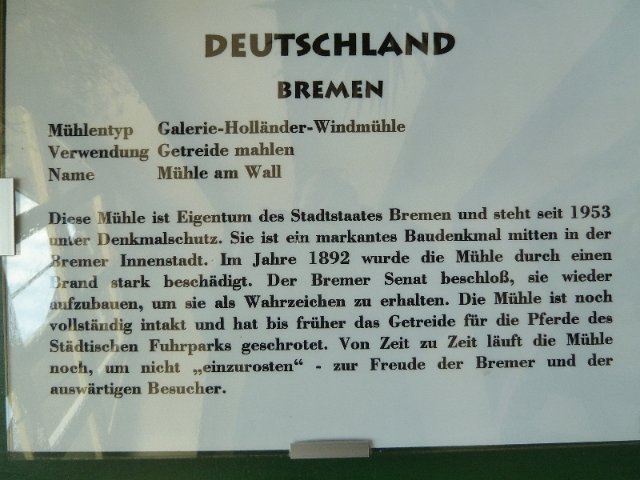 DEUTSCHLAND
BREMEN
Mühlentyp Galerie-Holländer-Windmühle
Verwendung Getreide mahlen
Name Mühle am Wall
Diese Mühle ist Eigentum des Stadtstaates Bremen und steht seit 1953
unter Denkmalschutz. Sie ist ein markantes Baudenkmal mitten in der
Bremer Innenstadt. Im Jahre 1892 wurde die Mühle durch einen
Brand stark beschädigt. Der Bremer Senat beschloß, sie wieder
aufzubauen, um sie als Wahrzeichen zu erhalten. Die Mühle ist noch
vollständig intakt und hat bis früher das Getreide für die Pferde des
Städtischen Fuhrparks geschrotet. Von Zeit zu Zeit läuft die Mühle
noch, um nicht „einzurosten“ - zur Freude der Bremer und der
auswärtigen Besucher.